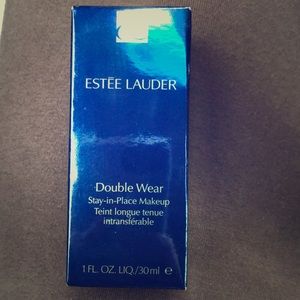 ESTĒE LAUDER
Double Wear
Stay-in-Place Makeup
Teint longue tenue
intransférable
1 FL. OZ. LIQ./30ml e